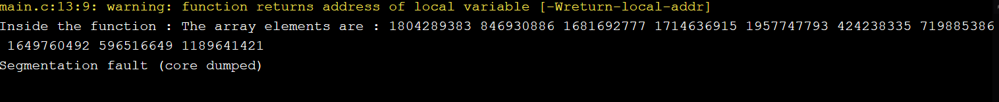 main.c:13:9: warning: function returns address of local variable [-Wreturn-local-addr]
Inside the function : The array elements are : 1804289383 846930886 1681692777 1714636915 1957747793 424238335 719885386
1649760492 596516649 1189641421
Segmentation fault (core dumped)